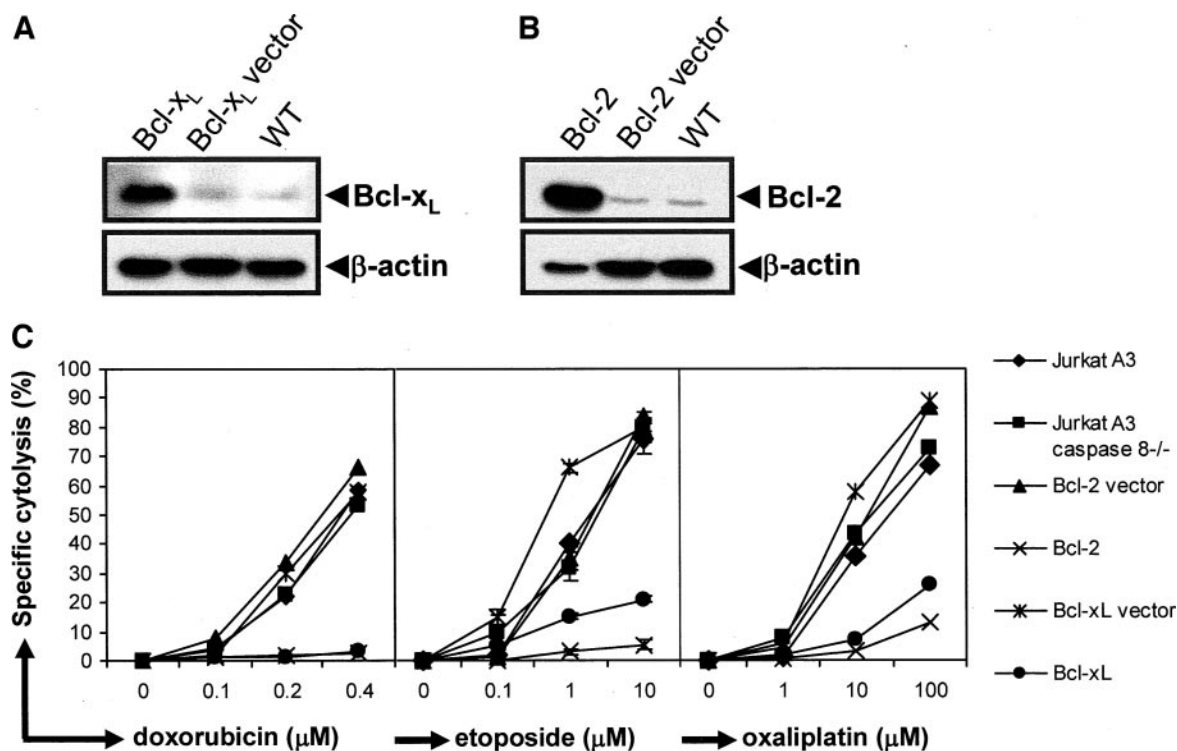 A
Bcl-xL
Bcl-xL vector
WT
Bcl-xL
β-actin
B
Bcl-2
Bcl-2 vector
WT
Bcl-2
β-actin
C
Specific cytolysis (%)
100
90
80
70
60
50
40
30
20
10
0
0 0.1 0.2 0.4
0 0.1 1 10
0 1 10 100
doxorubicin (μM)
etoposide (μM)
oxaliplatin (μM)
Jurkat A3
Jurkat A3
caspase 8-/-
Bcl-2 vector
Bcl-2
Bcl-xL vector
Bcl-xL